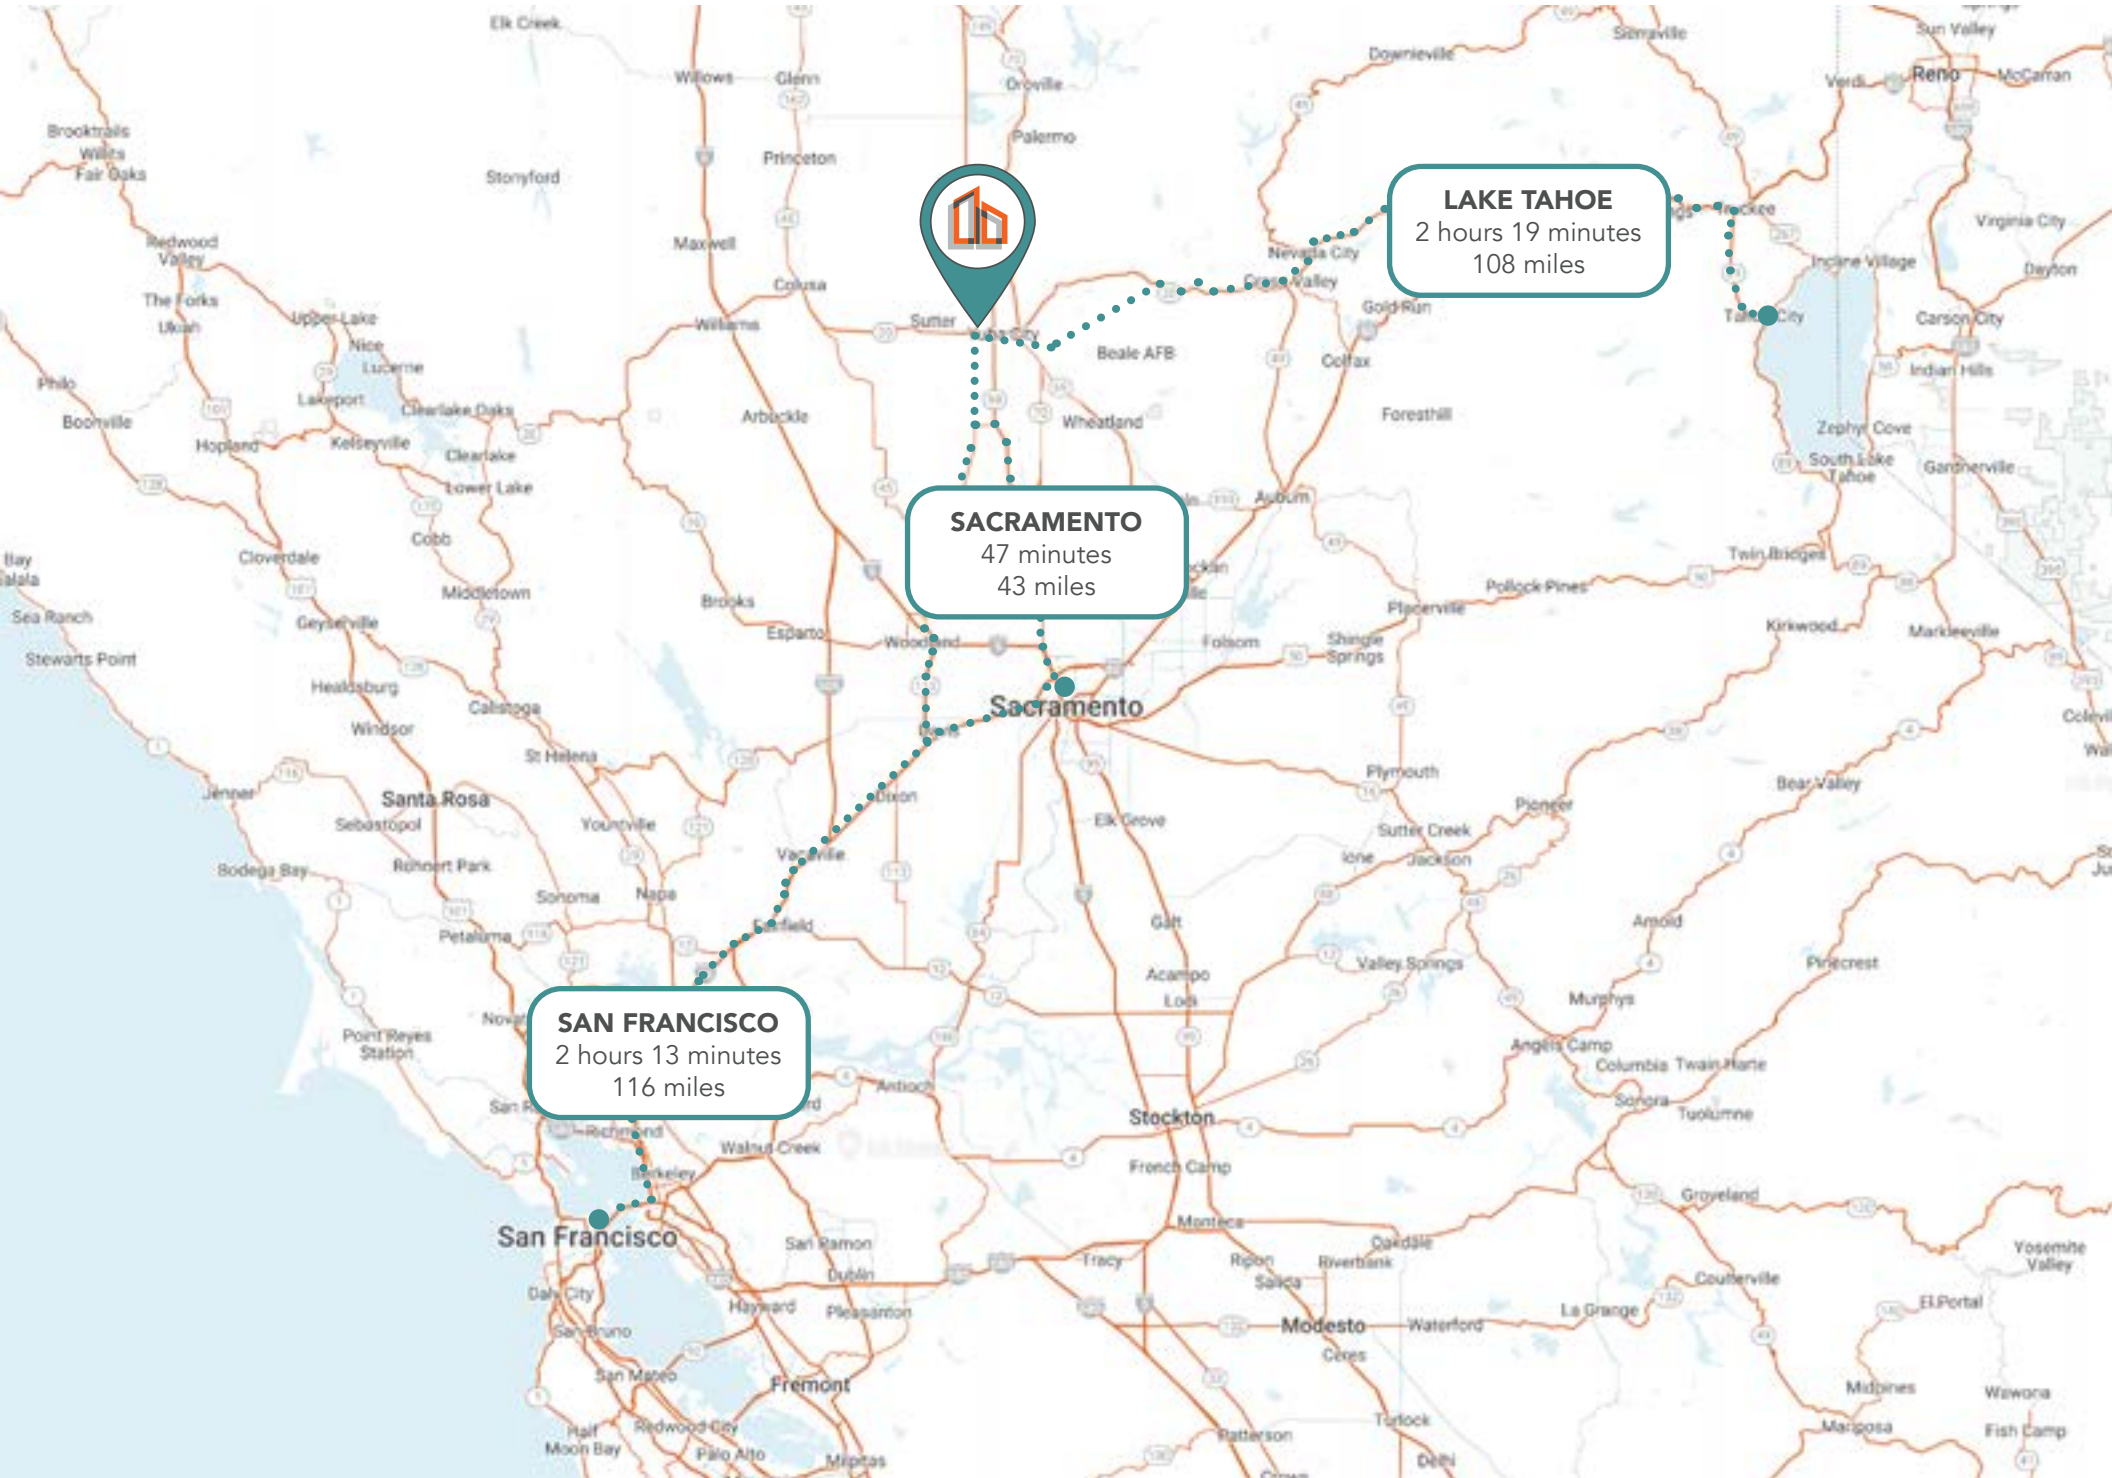 Elk Creek
Sierraville
Sun Valley
Downieville
Willows
Glenn
Oroville
Verdi
Reno
McCarran
Brooktrails
Willits
Fair Oaks
Palermo
Princeton
Stonyford
LAKE TAHOE
2 hours 19 minutes
108 miles
Virginia City
Redwood
Valley
Maxwell
Nevada City
Incline Village
Dayton
Colusa
Grass Valley
The Forks
Ukiah
Upper Lake
Williams
Sutter
Gold Run
Carson City
Nice
Lucerne
Beale AFB
Colfax
Indian Hills
Philo
Boonville
Lakeport
Clearlake Oaks
Arbuckle
Wheatland
Foresthill
Zephyr Cove
Hopland
Kelseyville
Clearlake
South Lake
Tahoe
Gardnerville
Lower Lake
Auburn
SACRAMENTO
47 minutes
43 miles
Cloverdale
Cobb
Twin Bridges
Bay
Middletown
Brooks
Pollock Pines
Placerville
Sea Ranch
Geyserville
Esparto
Woodland
Folsom
Shingle
Springs
Kirkwood
Markleeville
Stewarts Point
Healdsburg
Calistoga
Sacramento
Windsor
St Helena
Plymouth
Bear Valley
Jenner
Santa Rosa
Dixon
Pioneer
Sebastopol
Yountville
Elk Grove
Sutter Creek
Vacaville
Ione
Jackson
Bodega Bay
Rohnert Park
Sonoma
Napa
Fairfield
Galt
Arnold
Petaluma
Acampo
Valley Springs
Pinecrest
Lodi
Murphys
SAN FRANCISCO
2 hours 13 minutes
116 miles
Point Reyes
Station
Angels Camp
Columbia
Twain Harte
Antioch
Sonora
Tuolumne
Stockton
Richmond
Walnut Creek
Berkeley
French Camp
Groveland
San Francisco
San Ramon
Manteca
Oakdale
Yosemite
Valley
Dublin
Tracy
Ripon
Riverbank
Salida
Coulterville
Daly City
Hayward
Pleasanton
La Grange
El Portal
San Bruno
Modesto
Waterford
Ceres
San Mateo
Fremont
Midpines
Wawona
Half
Moon Bay
Redwood City
Turlock
Mariposa
Fish Camp
Palo Alto
Milpitas
Patterson
Delhi